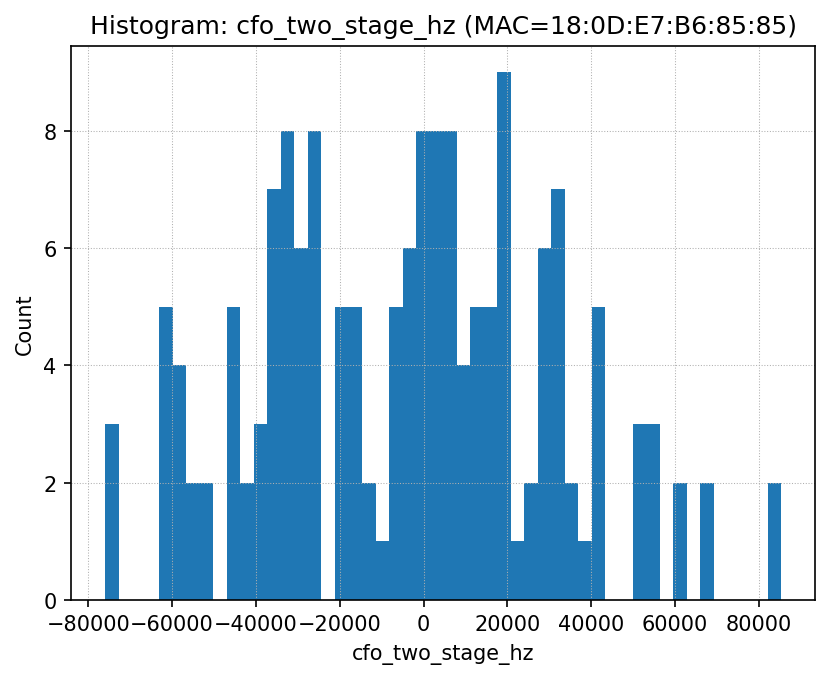 Histogram: cfo_two_stage_hz (MAC=18:0D:E7:B6:85:85)
8
6
4
2
0
Count
−80000 −60000 −40000 −20000 0 20000 40000 60000 80000
cfo_two_stage_hz